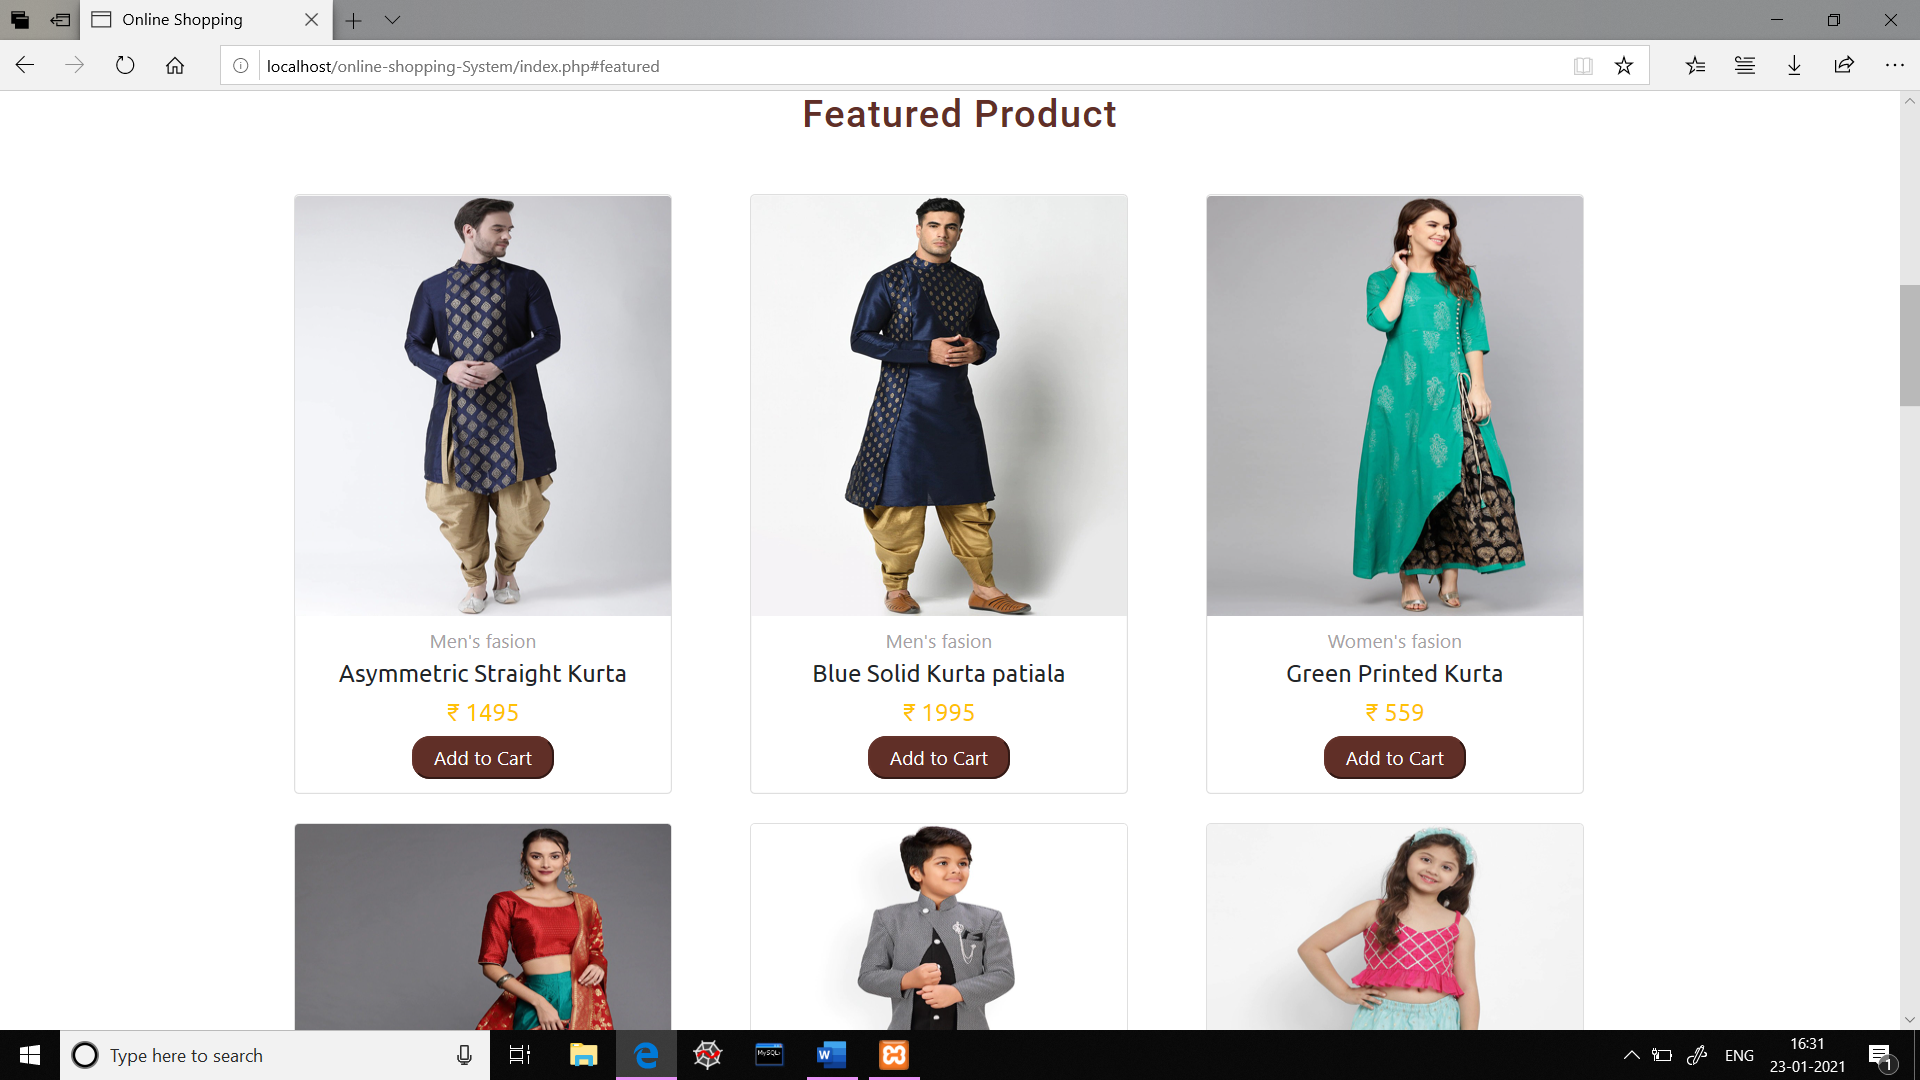 Online Shopping
localhost/online-shopping-System/index.php#featured
Featured Product
Men's fasion
Asymmetric Straight Kurta
₹ 1495
Add to Cart
Men's fasion
Blue Solid Kurta patiala
₹ 1995
Add to Cart
Women's fasion
Green Printed Kurta
₹ 559
Add to Cart
Type here to search
MySQL
W
ENG
16:31
23-01-2021
1